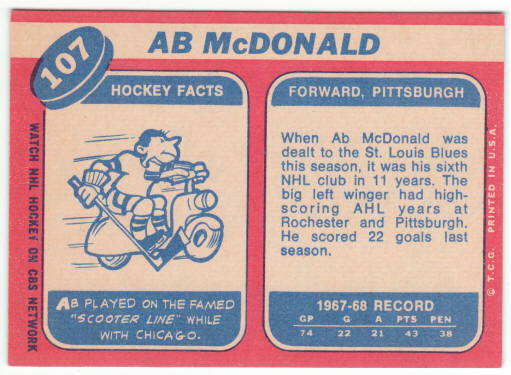 107
AB McDONALD
HOCKEY FACTS
AB PLAYED ON THE FAMED
"SCOOTER LINE" WHILE
WITH CHICAGO.
FORWARD, PITTSBURGH
When Ab McDonald was
dealt to the St. Louis Blues
this season, it was his sixth
NHL club in 11 years. The
big left winger had high-
scoring AHL years at
Rochester and Pittsburgh.
He scored 22 goals last
season.
1967-68 RECORD
GP G A PTS PEN
74 22 21 43 38
WATCH NHL HOCKEY ON CBS NETWORK
© T.C.G. PRINTED IN U.S.A.